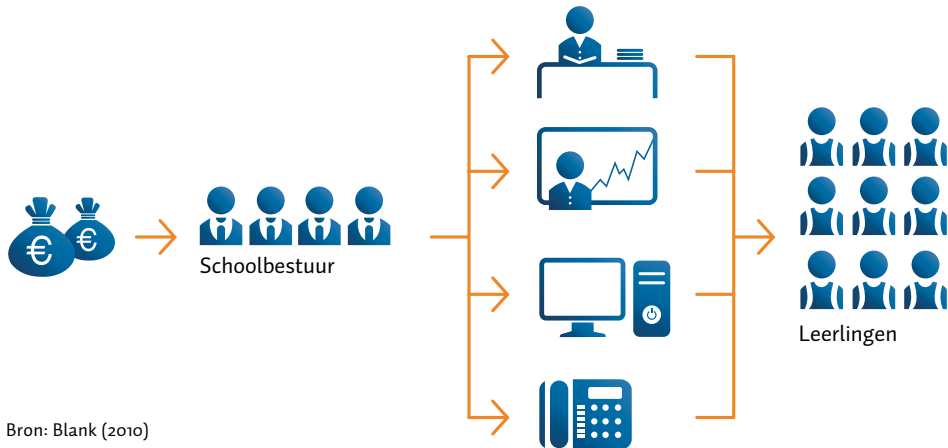 €
€
Schoolbestuur
Leerlingen
Bron: Blank (2010)